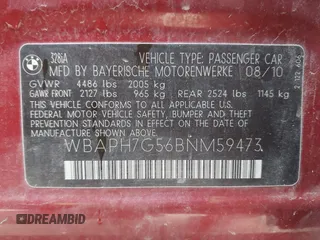 328iA VEHICLE TYPE: PASSENGER CAR
MFD BY BAYERISCHE MOTORENWERKE 08/10
GVWR 4486 lbs 2005 kg
GAWR FRONT 2127 lbs 965 kg REAR 2524 lbs 1145 kg
THIS VEHICLE CONFORMS TO ALL APPLICABLE U.S.
FEDERAL MOTOR VEHICLE SAFETY, BUMPER AND THEFT
PREVENTION STANDARDS IN EFFECT ON THE DATE OF
MANUFACTURE SHOWN ABOVE.
WBAPH7G56BNM59473
© DREAMBID